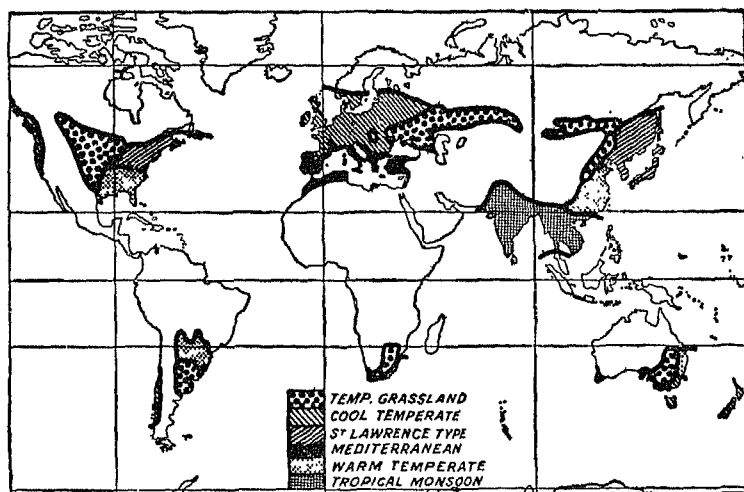 TEMP. GRASSLAND
COOL TEMPERATE
ST LAWRENCE TYPE
MEDITERRANEAN
WARM TEMPERATE
TROPICAL MONSOON